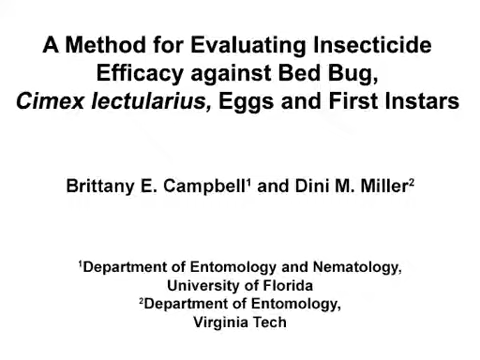 A Method for Evaluating Insecticide
Efficacy against Bed Bug,
Cimex lectularius, Eggs and First Instars
Brittany E. Campbell¹ and Dini M. Miller²
¹Department of Entomology and Nematology,
University of Florida
²Department of Entomology,
Virginia Tech